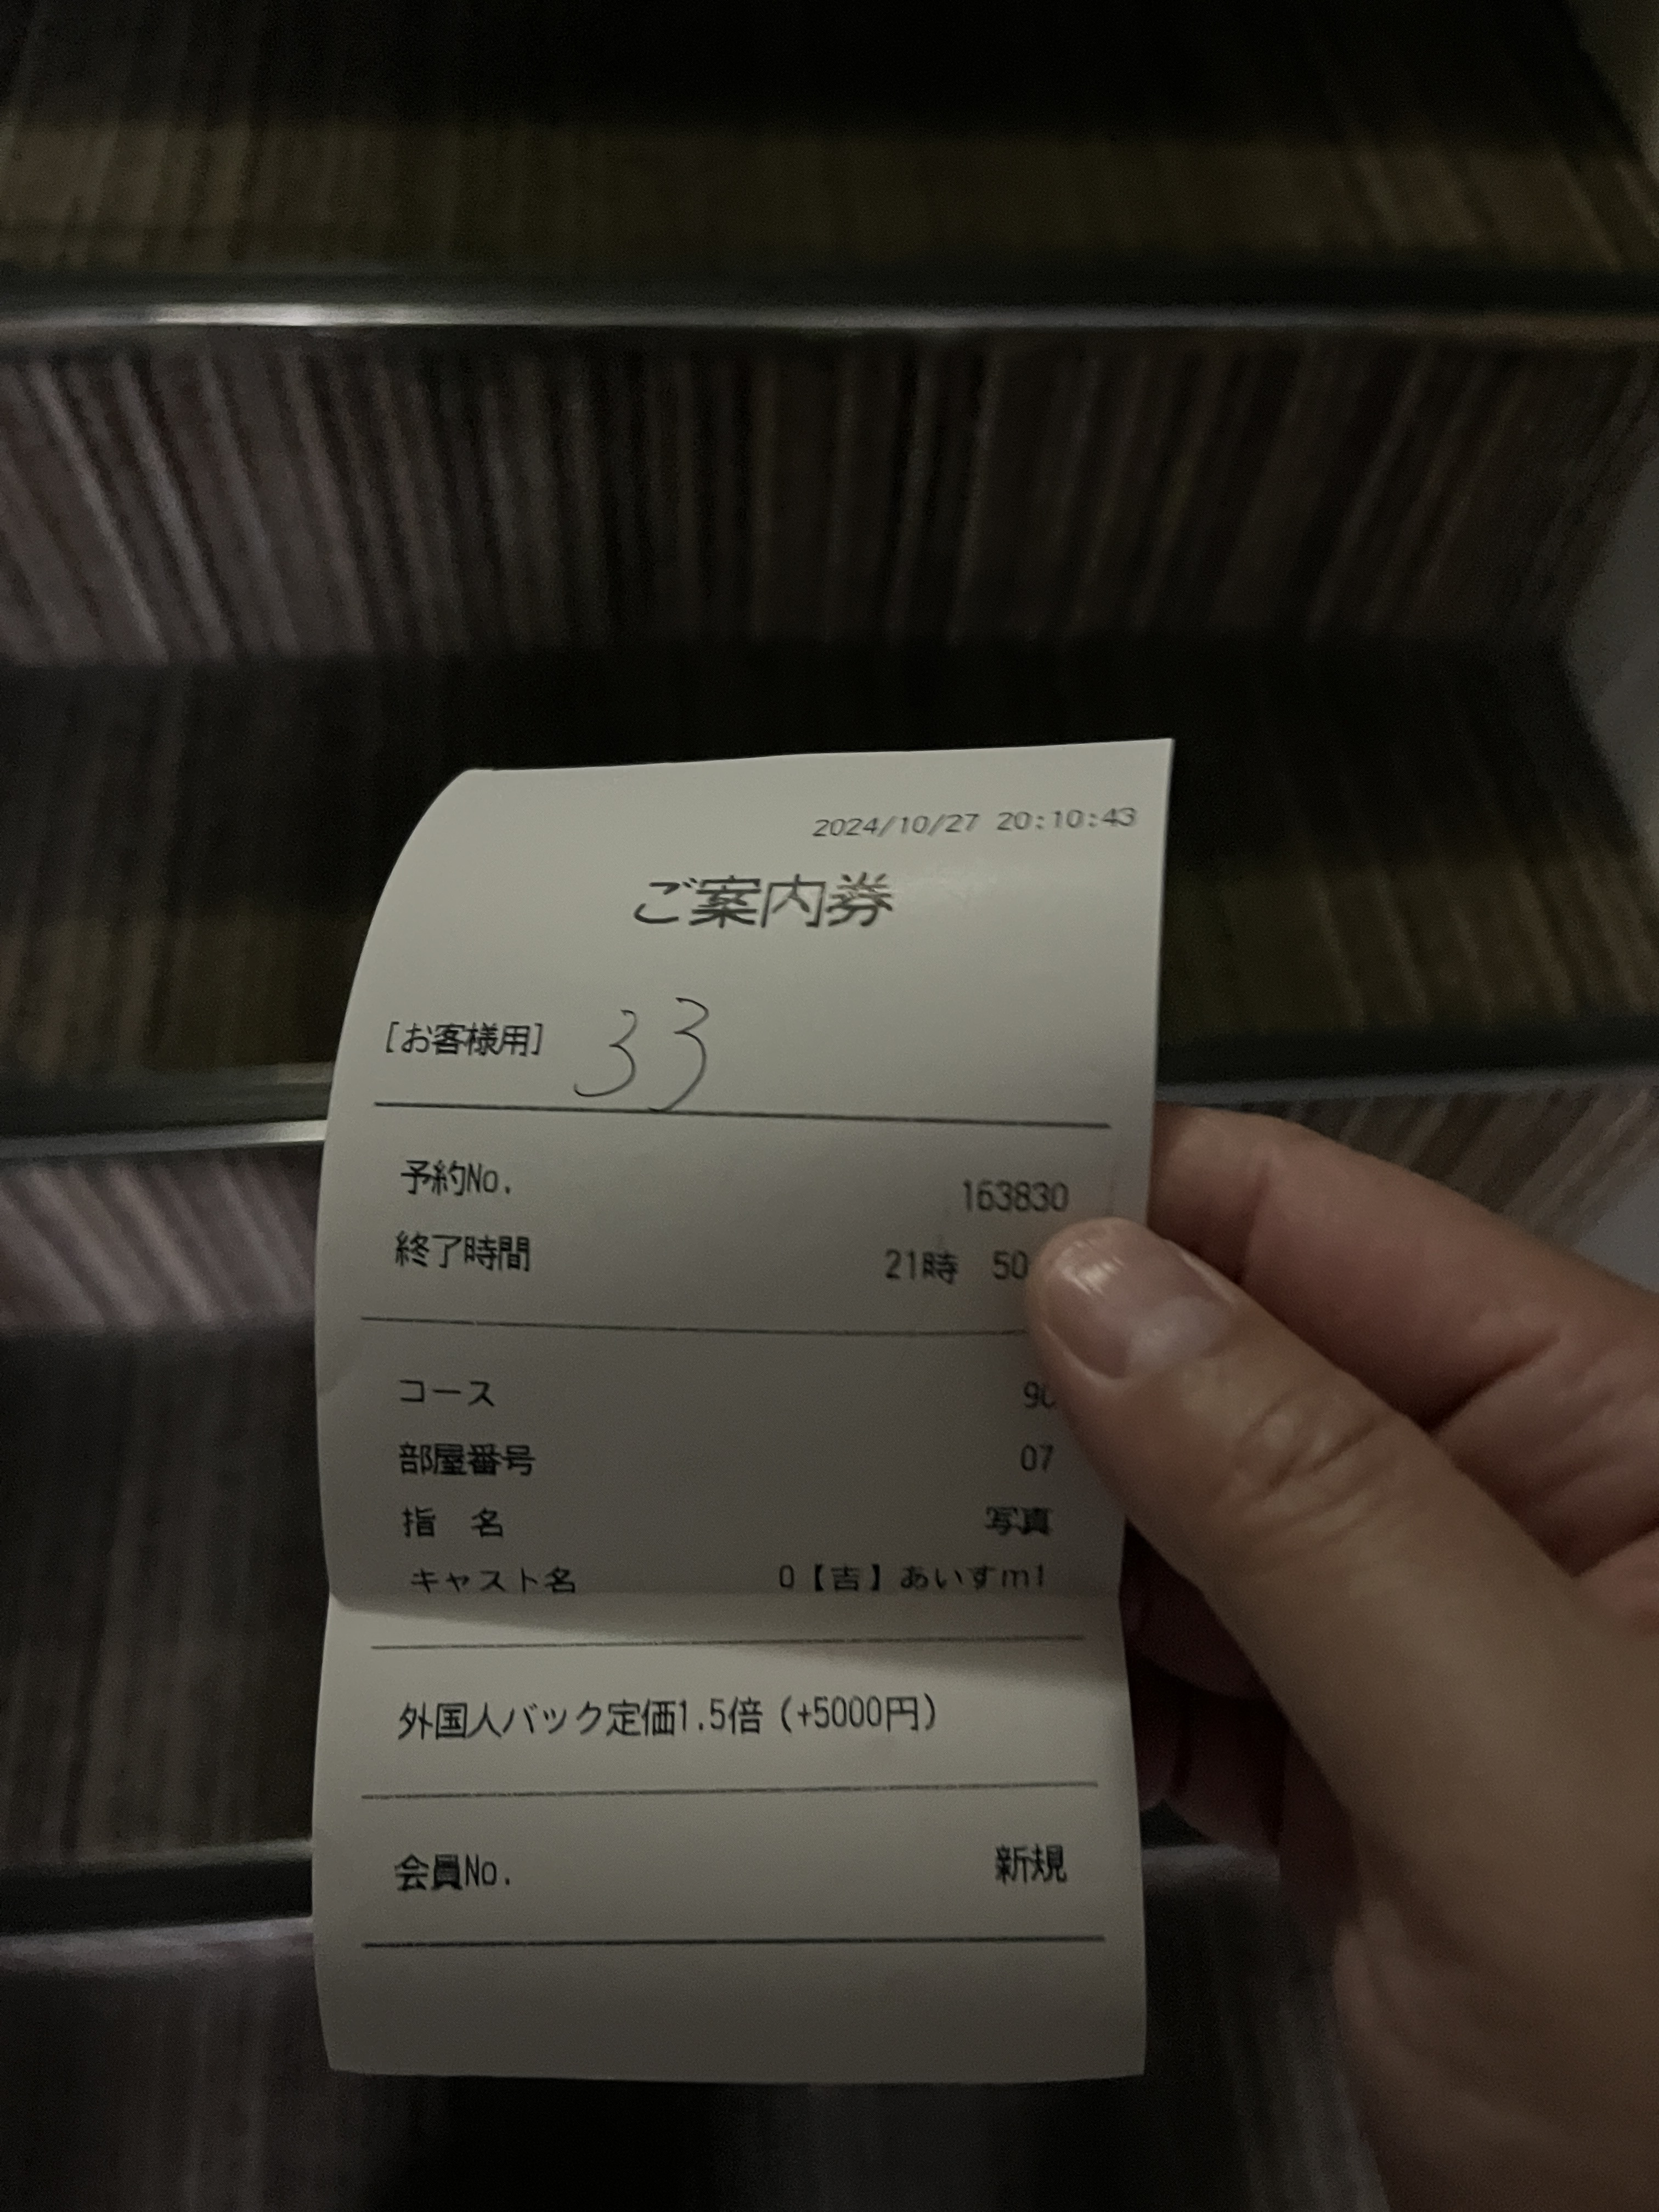 2024/10/27 20:10:43
ご案内券
[お客様用] 33
予約No. 163830
終了時間 21時 50
コース 90
部屋番号 07
指 名 写真
キャスト名 0【吉】あいすm1
外国人バック定価1.5倍(+5000円)
会員No. 新規